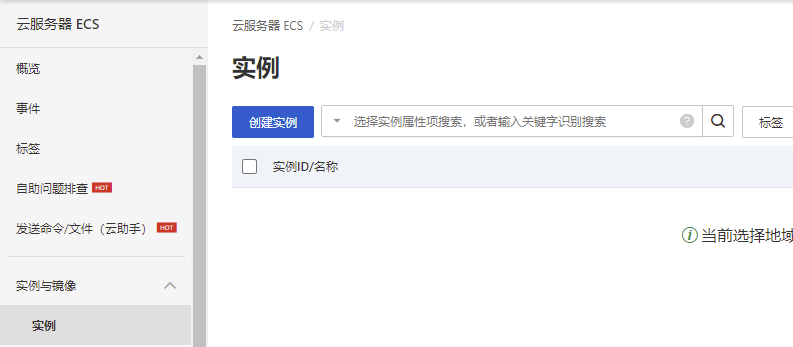 云服务器 ECS
概览
事件
标签
自助问题排查 HOT
发送命令/文件（云助手） HOT
实例与镜像
实例
云服务器 ECS / 实例
实例
创建实例 选择实例属性项搜索，或者输入关键字识别搜索 ? 标签
实例ID/名称
i 当前选择地域